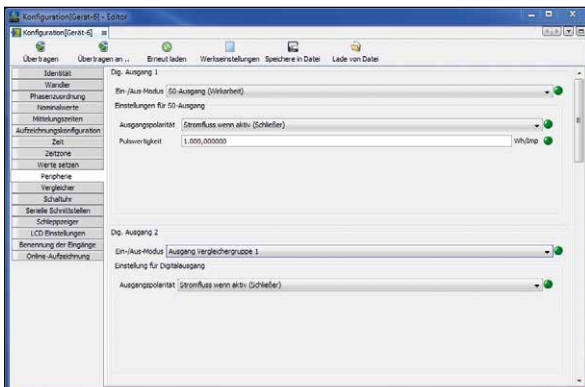 Konfiguration[Gerät-6] - Editor
Konfiguration[Gerät-6]
Übertragen
Übertragen an ..
Erneut laden
Werkseinstellungen
Speichere in Datei
Lade von Datei
Identität
Wandler
Phasenzuordnung
Nominalwerte
Mittelungszeiten
Aufzeichnungskonfiguration
Zeit
Zeitzone
Werte setzen
Peripherie
Vergleicher
Schaltuhr
Serielle Schnittstellen
Schleppzeiger
LCD Einstellungen
Benennung der Eingänge
Online-Aufzeichnung
Dig. Ausgang 1
Ein-/Aus-Modus S0-Ausgang (Wirkarbeit)
Einstellungen für S0-Ausgang
Ausgangspolarität Stromfluss wenn aktiv (Schließer)
Pulswertigkeit 1.000,000000 Wh/Imp
Dig. Ausgang 2
Ein-/Aus-Modus Ausgang Vergleichergruppe 1
Einstellung für Digitalausgang
Ausgangspolarität Stromfluss wenn aktiv (Schließer)